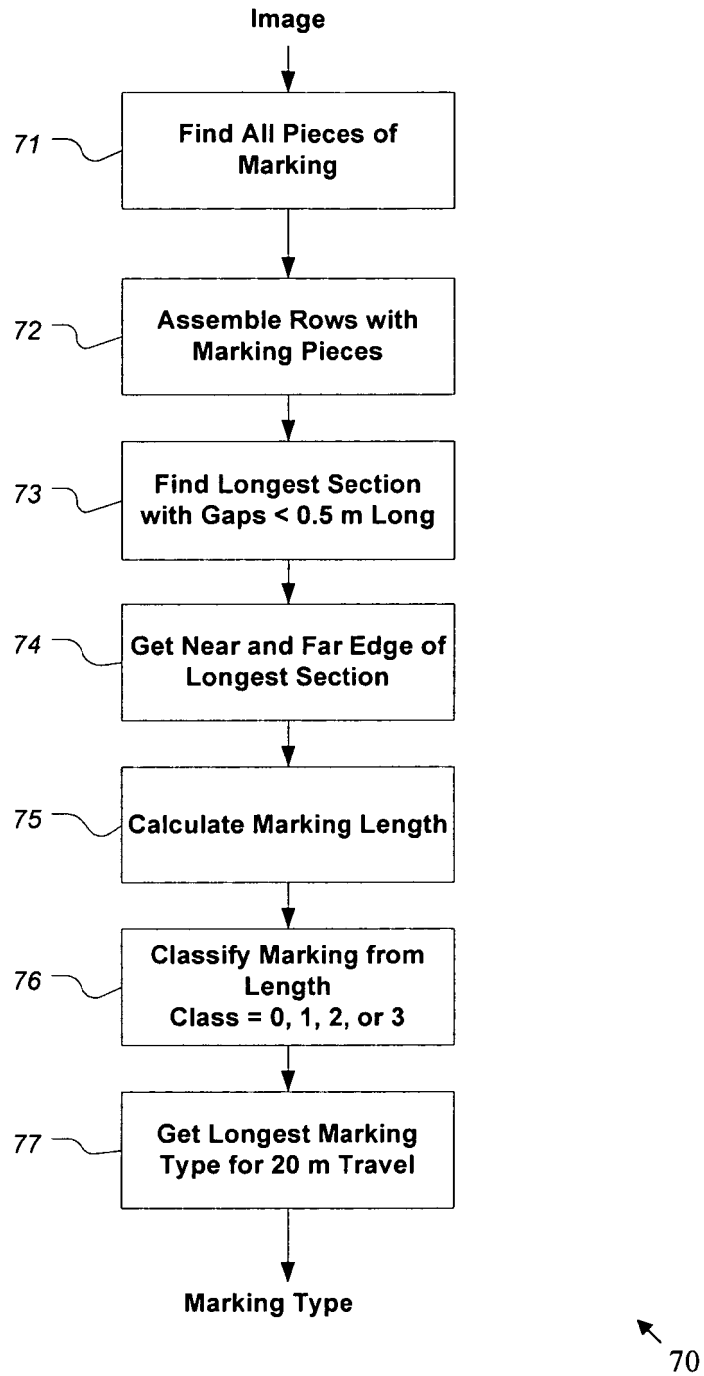 Image
71
Find All Pieces of
Marking
72
Assemble Rows with
Marking Pieces
73
Find Longest Section
with Gaps < 0.5 m Long
74
Get Near and Far Edge of
Longest Section
75
Calculate Marking Length
76
Classify Marking from
Length
Class = 0, 1, 2, or 3
77
Get Longest Marking
Type for 20 m Travel
Marking Type
70